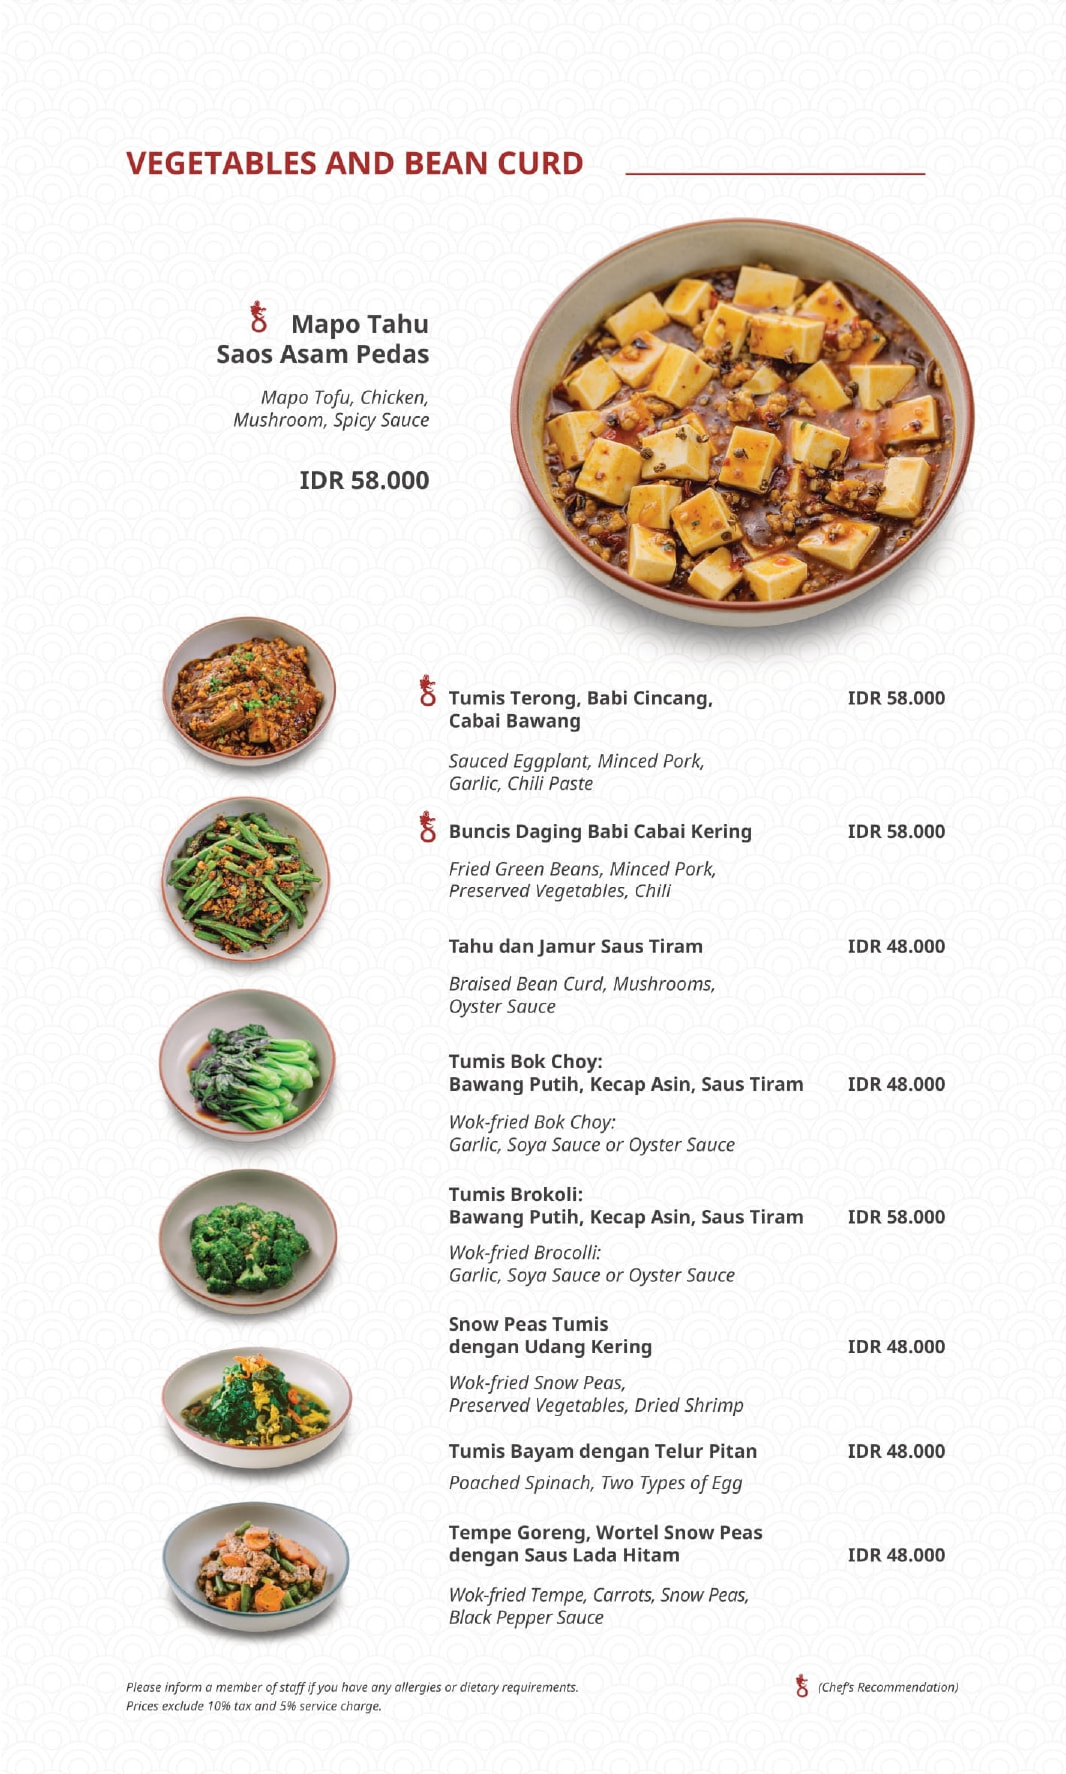 VEGETABLES AND BEAN CURD
Mapo Tahu
Saos Asam Pedas
Mapo Tofu, Chicken,
Mushroom, Spicy Sauce
IDR 58.000
Tumis Terong, Babi Cincang, IDR 58.000
Cabai Bawang
Sauced Eggplant, Minced Pork,
Garlic, Chili Paste
Buncis Daging Babi Cabai Kering IDR 58.000
Fried Green Beans, Minced Pork,
Preserved Vegetables, Chili
Tahu dan Jamur Saus Tiram IDR 48.000
Braised Bean Curd, Mushrooms,
Oyster Sauce
Tumis Bok Choy:
Bawang Putih, Kecap Asin, Saus Tiram IDR 48.000
Wok-fried Bok Choy:
Garlic, Soya Sauce or Oyster Sauce
Tumis Brokoli:
Bawang Putih, Kecap Asin, Saus Tiram IDR 58.000
Wok-fried Brocolli:
Garlic, Soya Sauce or Oyster Sauce
Snow Peas Tumis
dengan Udang Kering IDR 48.000
Wok-fried Snow Peas,
Preserved Vegetables, Dried Shrimp
Tumis Bayam dengan Telur Pitan IDR 48.000
Poached Spinach, Two Types of Egg
Tempe Goreng, Wortel Snow Peas
dengan Saus Lada Hitam IDR 48.000
Wok-fried Tempe, Carrots, Snow Peas,
Black Pepper Sauce
Please inform a member of staff if you have any allergies or dietary requirements.
Prices exclude 10% tax and 5% service charge.
(Chef's Recommendation)